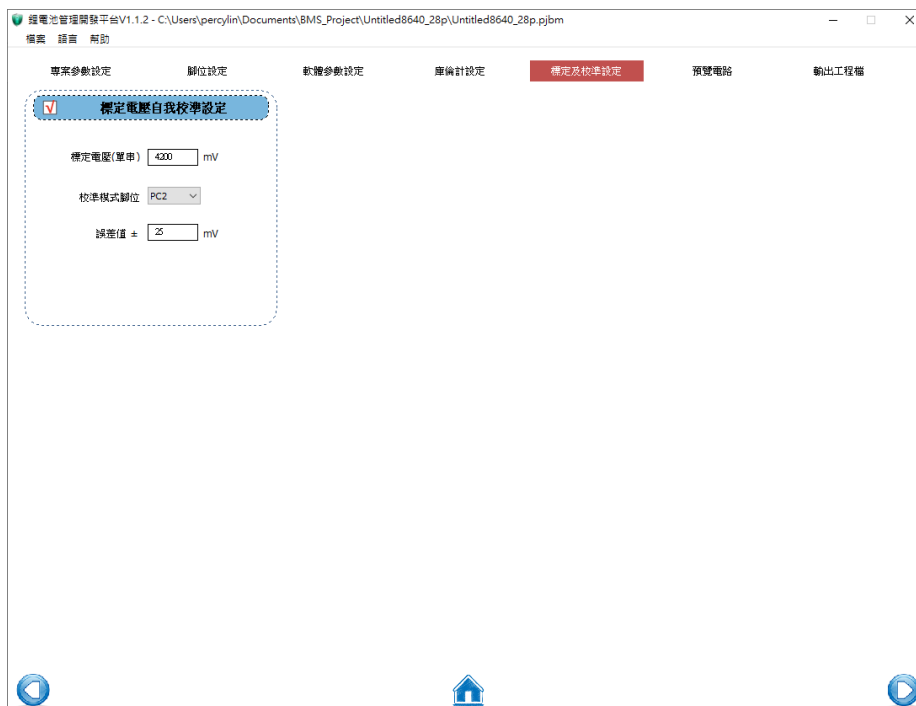 鋰電池管理開發平台V1.1.2 - C:\Users\percylin\Documents\BMS_Project\Untitled8640_28p\Untitled8640_28p.pjbm
檔案 語言 幫助
專案參數設定 腳位設定 軟體參數設定 庫倫計設定 標定及校準設定 預覽電路 輸出工程檔
標定電壓自我校準設定
標定電壓(單串) 4200 mV
校準模式腳位 PC2
誤差值 ± 25 mV